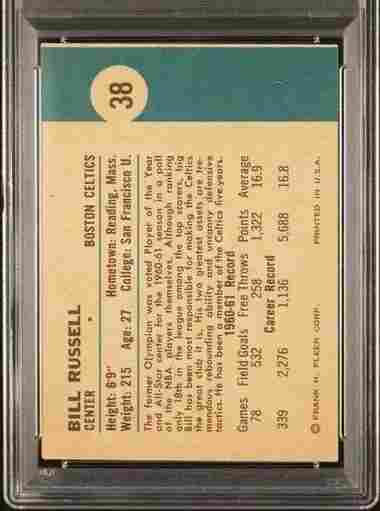 38
BILL RUSSELL
CENTER
BOSTON CELTICS
Height: 6'9" Hometown: Reading, Mass.
Weight: 215 Age: 27 College: San Francisco U.
The former Olympian was voted Player of the Year
and All-Star center for the 1960-61 season in a poll
of the NBA players themselves. Although ranking
only 18th in the league among the top scorers, big
Bill has been most responsible for making the Celtics
the great club it is. His two greatest assets are tre-
mendous rebounding ability and uncanny defensive
tactics. He has been a member of the Celtics five years.
1960-61 Record
Games Field Goals Free Throws Points Average
78 532 258 1,322 16.9
Career Record
339 2,276 1,136 5,688 16.8
© FRANK H. FLEER CORP. PRINTED IN U.S.A.